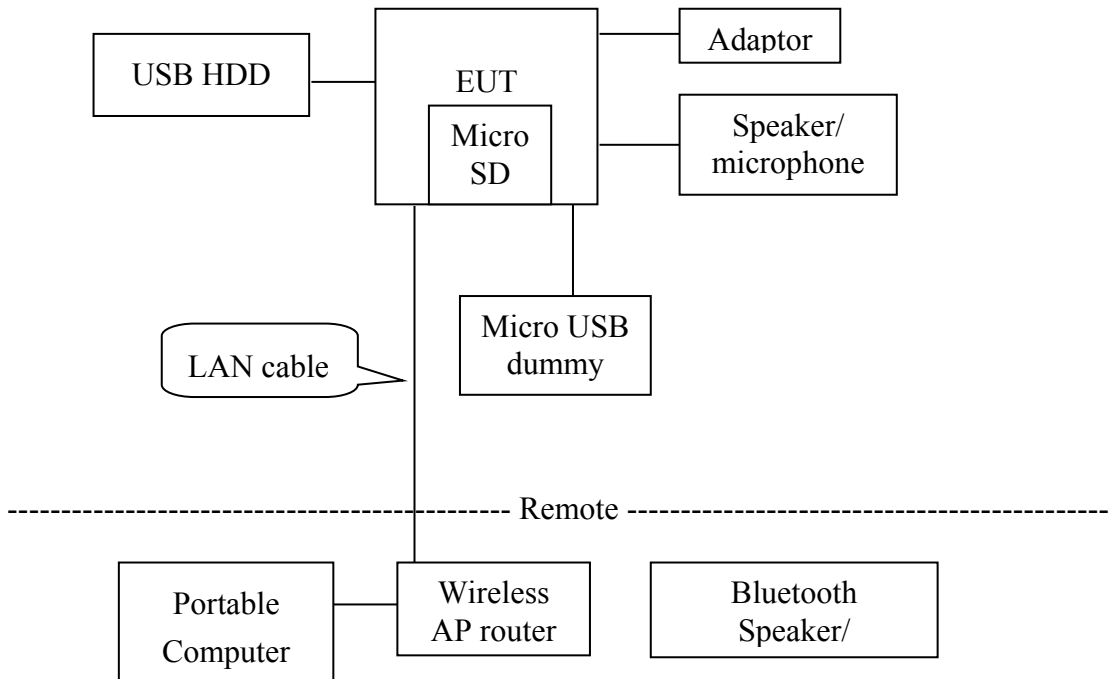 USB HDD
EUT
Micro
SD
Adaptor
Speaker/
microphone
Micro USB
dummy
LAN cable
Remote
Portable
Computer
Wireless
AP router
Bluetooth
Speaker/